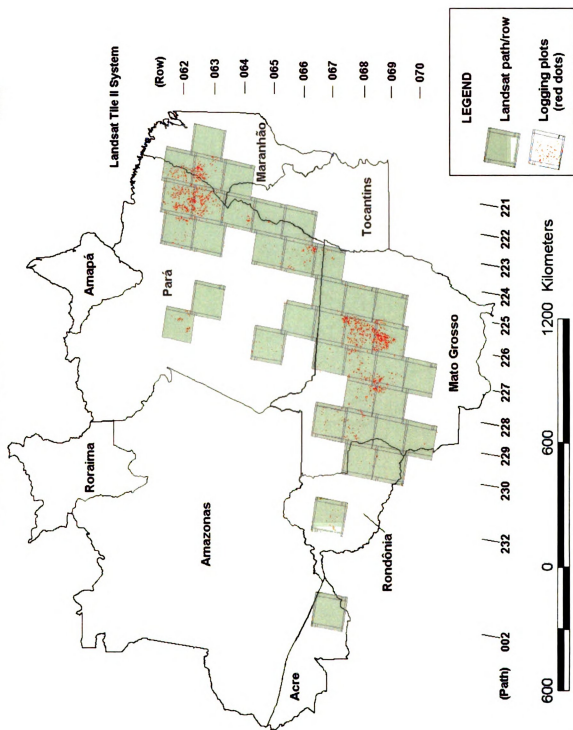 Landsat Tile II System
(Row)
062
063
064
065
066
067
068
069
070
Roraima
Amapá
Amazonas
Pará
Maranhão
Tocantins
Mato Grosso
Rondônia
Acre
(Path)
002
232
230
229
228
227
226
225
224
223
222
221
600
0
600
1200 Kilometers
LEGEND
Landsat path/row
Logging plots
(red dots)